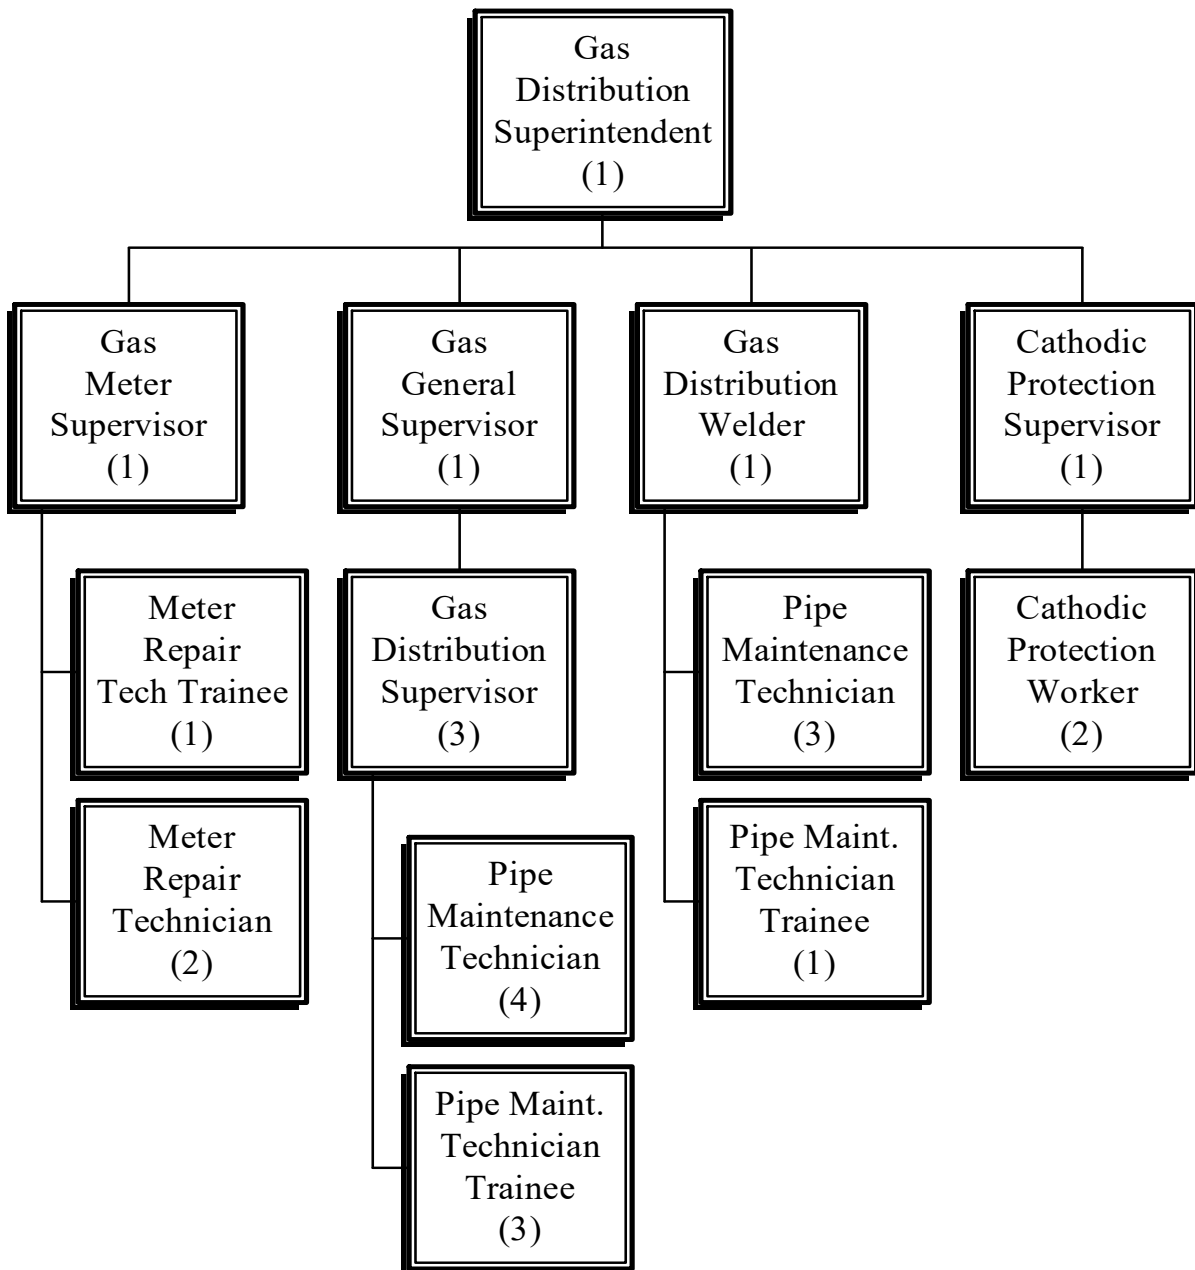 Gas
Distribution
Superintendent
(1)
Gas
Meter
Supervisor
(1)
Gas
General
Supervisor
(1)
Gas
Distribution
Welder
(1)
Cathodic
Protection
Supervisor
(1)
Meter
Repair
Tech Trainee
(1)
Gas
Distribution
Supervisor
(3)
Pipe
Maintenance
Technician
(3)
Cathodic
Protection
Worker
(2)
Meter
Repair
Technician
(2)
Pipe
Maintenance
Technician
(4)
Pipe Maint.
Technician
Trainee
(1)
Pipe Maint.
Technician
Trainee
(3)